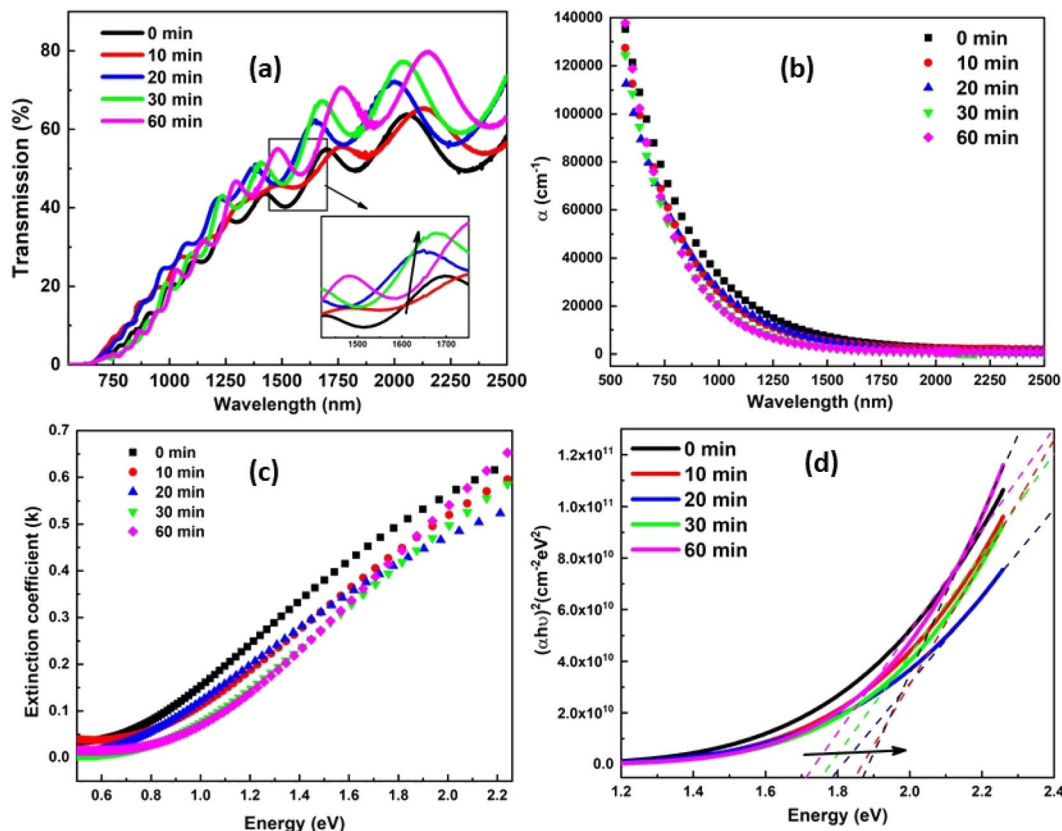 (a)
0 min
10 min
20 min
30 min
60 min
Transmission (%)
80
60
40
20
0
1500 1600 1700
750 1000 1250 1500 1750 2000 2250 2500
Wavelength (nm)
(b)
0 min
10 min
20 min
30 min
60 min
α (cm⁻¹)
140000
120000
100000
80000
60000
40000
20000
0
500 750 1000 1250 1500 1750 2000 2250 2500
Wavelength (nm)
(c)
0 min
10 min
20 min
30 min
60 min
Extinction coefficient (k)
0.7
0.6
0.5
0.4
0.3
0.2
0.1
0.0
0.6 0.8 1.0 1.2 1.4 1.6 1.8 2.0 2.2
Energy (eV)
(d)
0 min
10 min
20 min
30 min
60 min
(αhυ)²(cm⁻²eV²)
1.2x10¹¹
1.0x10¹¹
8.0x10¹⁰
6.0x10¹⁰
4.0x10¹⁰
2.0x10¹⁰
0.0
1.2 1.4 1.6 1.8 2.0 2.2 2.4
Energy (eV)